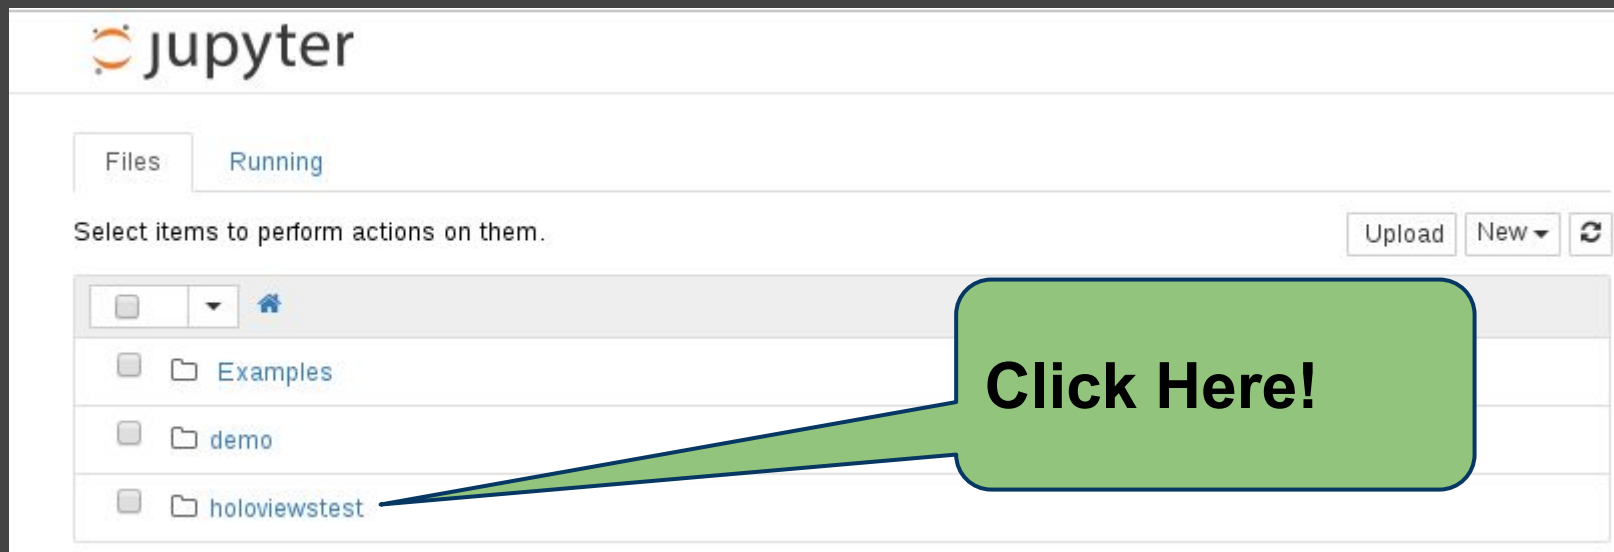 jupyter
Files Running
Select items to perform actions on them.
Upload New
Examples
demo
holoviewstest
Click Here!